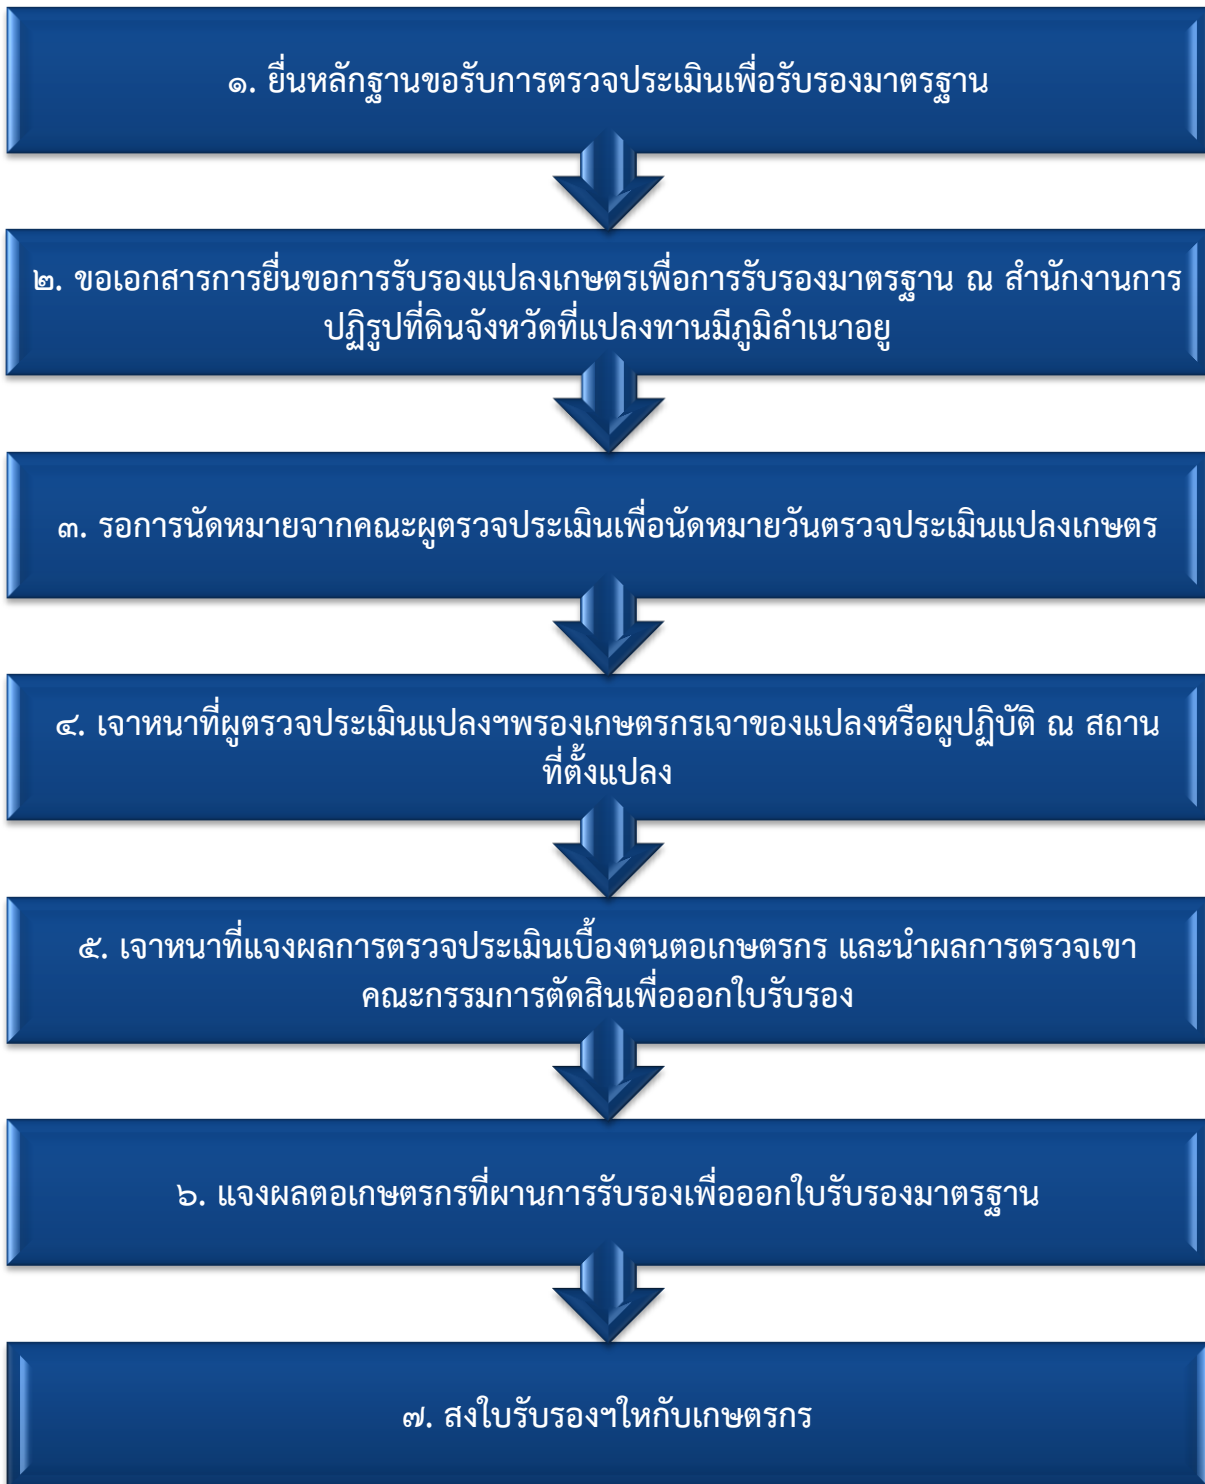 ๑. ยื่นหลักฐานขอรับการตรวจประเมินเพื่อรับรองมาตรฐาน
๒. ขอเอกสารการยื่นขอการรับรองแปลงเกษตรเพื่อการรับรองมาตรฐาน ณ สำนักงานการ
ปฏิรูปที่ดินจังหวัดที่แปลงทานมีภูมิลำเนาอยู
๓. รอการนัดหมายจากคณะผูตรวจประเมินเพื่อนัดหมายวันตรวจประเมินแปลงเกษตร
๔. เจาหนาที่ผูตรวจประเมินแปลงฯพรองเกษตรกรเจาของแปลงหรือผูปฏิบัติ ณ สถาน
ที่ตั้งแปลง
๕. เจาหนาที่แจงผลการตรวจประเมินเบื้องตนตอเกษตรกร และนำผลการตรวจเขา
คณะกรรมการตัดสินเพื่อออกใบรับรอง
๖. แจงผลตอเกษตรกรที่ผานการรับรองเพื่อออกใบรับรองมาตรฐาน
๗. สงใบรับรองฯใหกับเกษตรกร